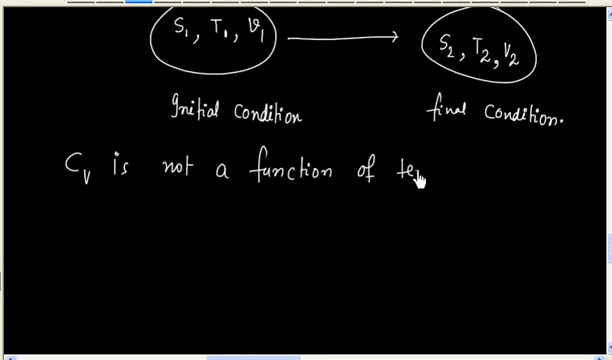 S₁, T₁, V₁
S₂, T₂, V₂
Initial Condition
final Condition.
Cᵥ is not a function of te